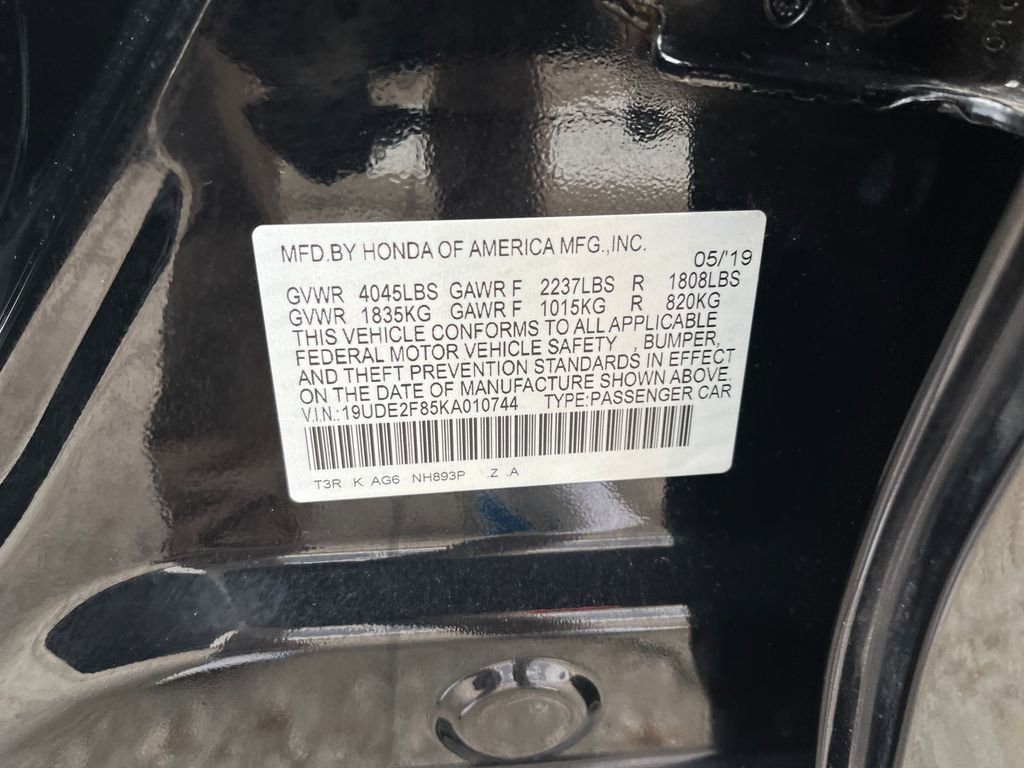 MFD.BY HONDA OF AMERICA MFG.,INC.
05/'19
GVWR 4045LBS GAWR F 2237LBS R 1808LBS
GVWR 1835KG GAWR F 1015KG R 820KG
THIS VEHICLE CONFORMS TO ALL APPLICABLE
FEDERAL MOTOR VEHICLE SAFETY , BUMPER,
AND THEFT PREVENTION STANDARDS IN EFFECT
ON THE DATE OF MANUFACTURE SHOWN ABOVE.
V.I.N.:19UDE2F85KA010744 TYPE:PASSENGER CAR
T3R K AG6 NH893P .Z .A